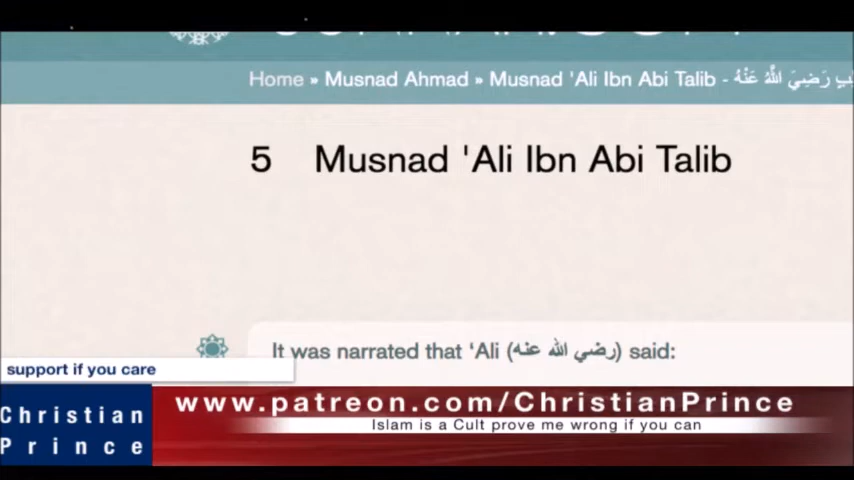 Home » Musnad Ahmad » Musnad 'Ali Ibn Abi Talib - رَضِيَ اللَّهُ عَنْهُ
5 Musnad 'Ali Ibn Abi Talib
It was narrated that ‘Ali (رضي الله عنه) said:
support if you care
Christian
Prince
www.patreon.com/ChristianPrince
Islam is a Cult prove me wrong if you can